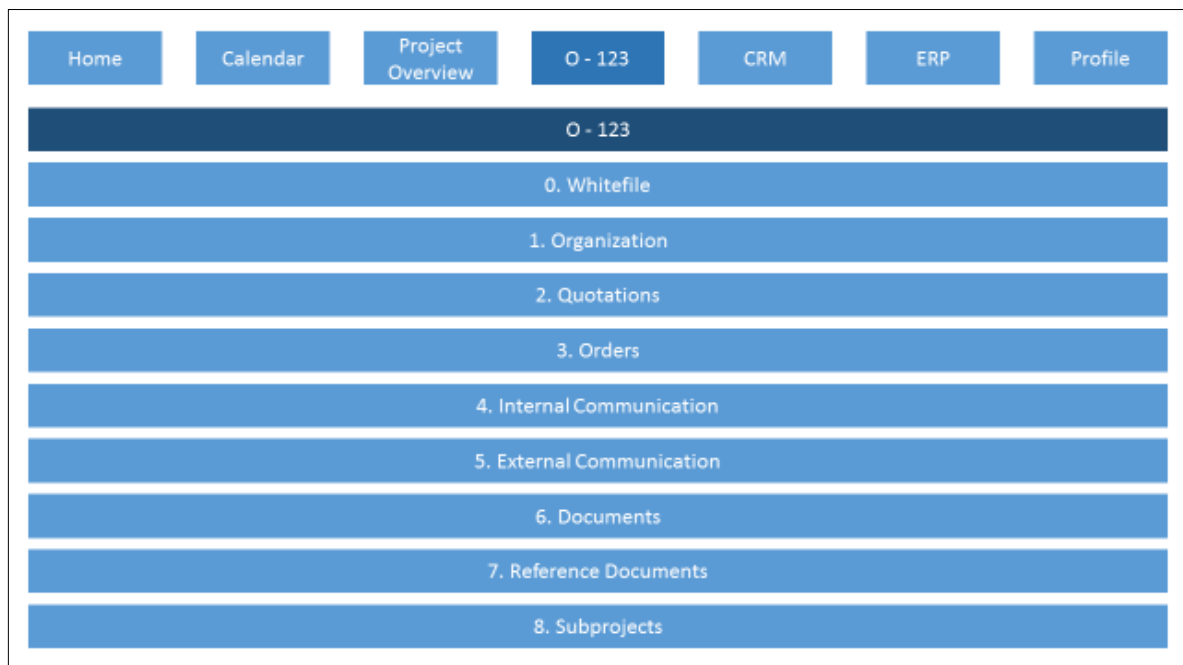 Home
Calendar
Project
Overview
O - 123
CRM
ERP
Profile
O - 123
0. Whitefile
1. Organization
2. Quotations
3. Orders
4. Internal Communication
5. External Communication
6. Documents
7. Reference Documents
8. Subprojects